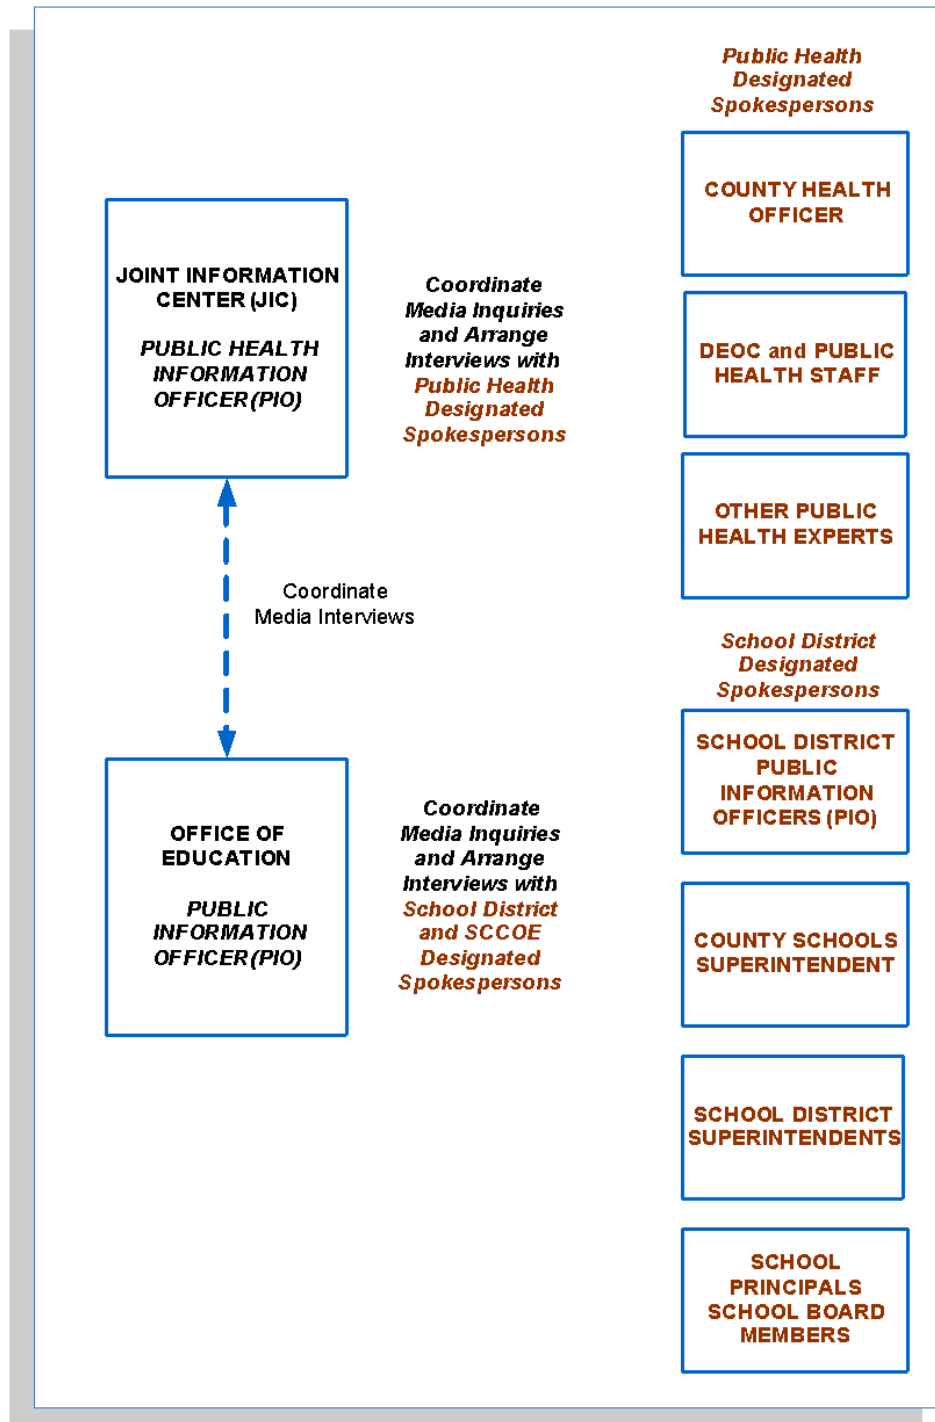 JOINT INFORMATION
CENTER (JIC)
PUBLIC HEALTH
INFORMATION
OFFICER (PIO)
Coordinate
Media Interviews
OFFICE OF
EDUCATION
PUBLIC
INFORMATION
OFFICER (PIO)
Coordinate
Media Inquiries
and Arrange
Interviews with
Public Health
Designated
Spokespersons
Coordinate
Media Inquiries
and Arrange
Interviews with
School District
and SCCOE
Designated
Spokespersons
Public Health
Designated
Spokespersons
COUNTY HEALTH
OFFICER
DEOC and PUBLIC
HEALTH STAFF
OTHER PUBLIC
HEALTH EXPERTS
School District
Designated
Spokespersons
SCHOOL DISTRICT
PUBLIC
INFORMATION
OFFICERS (PIO)
COUNTY SCHOOLS
SUPERINTENDENT
SCHOOL DISTRICT
SUPERINTENDENTS
SCHOOL
PRINCIPALS
SCHOOL BOARD
MEMBERS